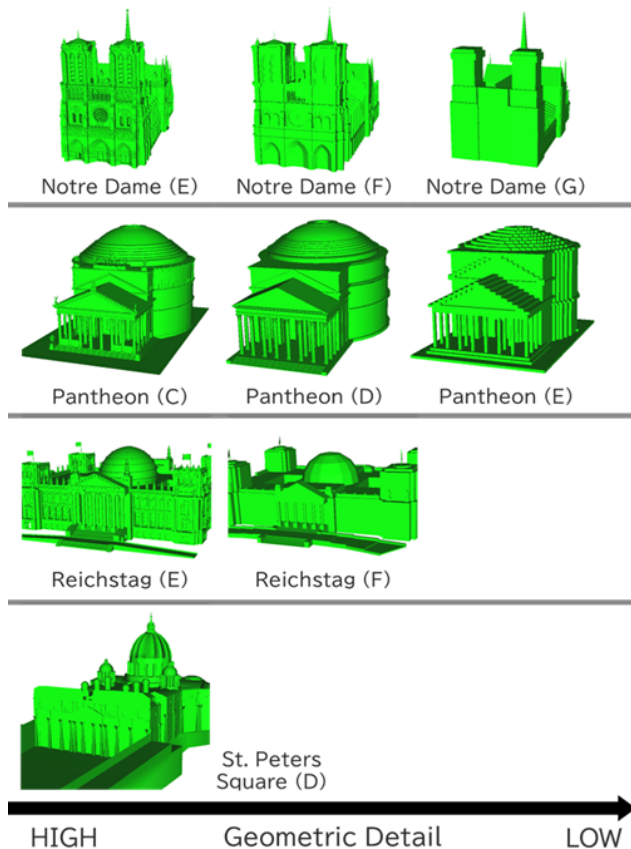 Notre Dame (E) Notre Dame (F) Notre Dame (G)
Pantheon (C) Pantheon (D) Pantheon (E)
Reichstag (E) Reichstag (F)
St. Peters
Square (D)
HIGH Geometric Detail LOW